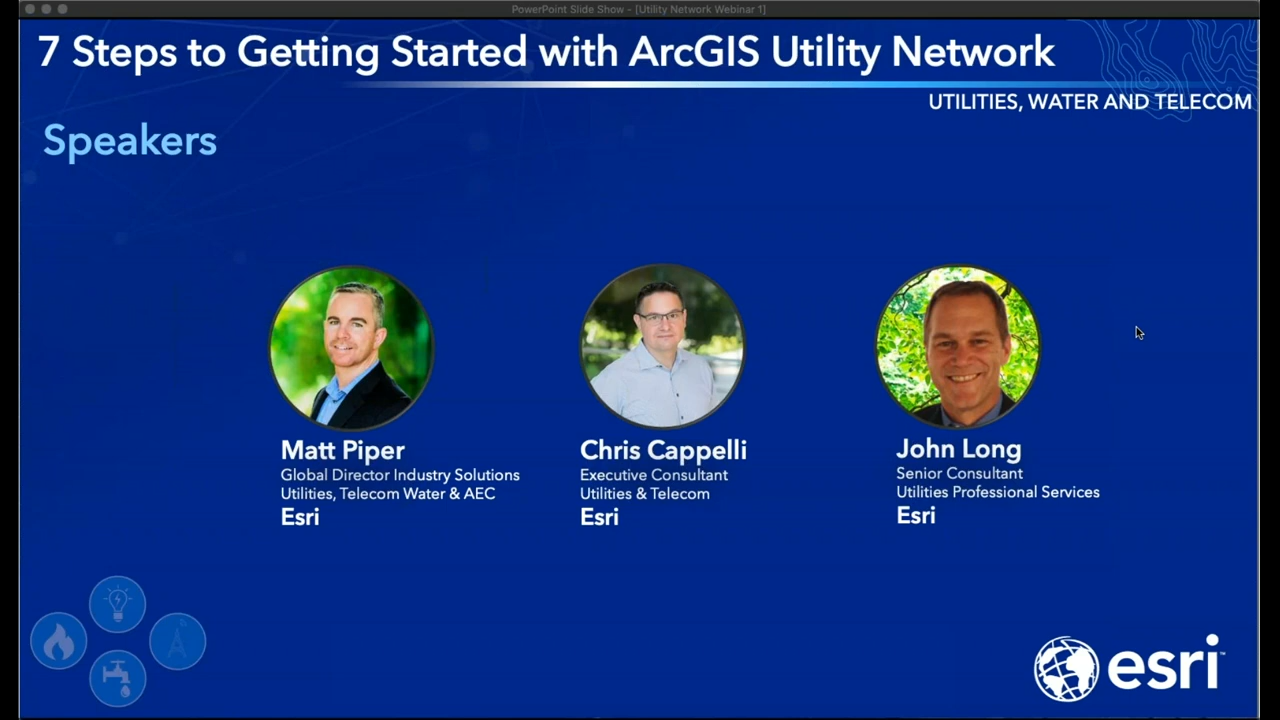 PowerPoint Slide Show - [Utility Network Webinar 1]
7 Steps to Getting Started with ArcGIS Utility Network
UTILITIES, WATER AND TELECOM
Speakers
Matt Piper
Global Director Industry Solutions
Utilities, Telecom Water & AEC
Esri
Chris Cappelli
Executive Consultant
Utilities & Telecom
Esri
John Long
Senior Consultant
Utilities Professional Services
Esri
esri™